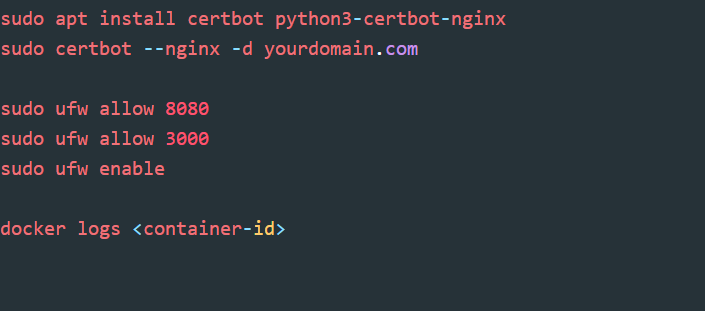 sudo apt install certbot python3-certbot-nginx
sudo certbot --nginx -d yourdomain.com
sudo ufw allow 8080
sudo ufw allow 3000
sudo ufw enable
docker logs <container-id>